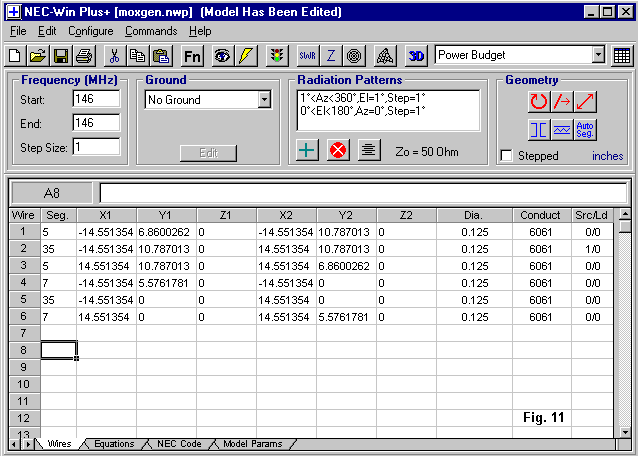 NEC-Win Plus+ [moxgen.nwp] (Model Has Been Edited)
File Edit Configure Commands Help
Fn SWR Z 3D Power Budget
Frequency (MHz) Ground Radiation Patterns Geometry
Start: 146 No Ground 1°<Az<360°,El=1°,Step=1°
0°<El<180°,Az=0°,Step=1°
End: 146
Auto Seg.
Step Size: 1 Edit Zo = 50 Ohm Stepped inches
A8
Wire Seg. X1 Y1 Z1 X2 Y2 Z2 Dia. Conduct Src/Ld
1 5 -14.551354 6.8600262 0 -14.551354 10.787013 0 0.125 6061 0/0
2 35 -14.551354 10.787013 0 14.551354 10.787013 0 0.125 6061 1/0
3 5 14.551354 10.787013 0 14.551354 6.8600262 0 0.125 6061 0/0
4 7 -14.551354 5.5761781 0 -14.551354 0 0 0.125 6061 0/0
5 35 -14.551354 0 0 14.551354 0 0 0.125 6061 0/0
6 7 14.551354 0 0 14.551354 5.5761781 0 0.125 6061 0/0
7
8
9
10
11
12 Fig. 11
13
Wires Equations NEC Code Model Params